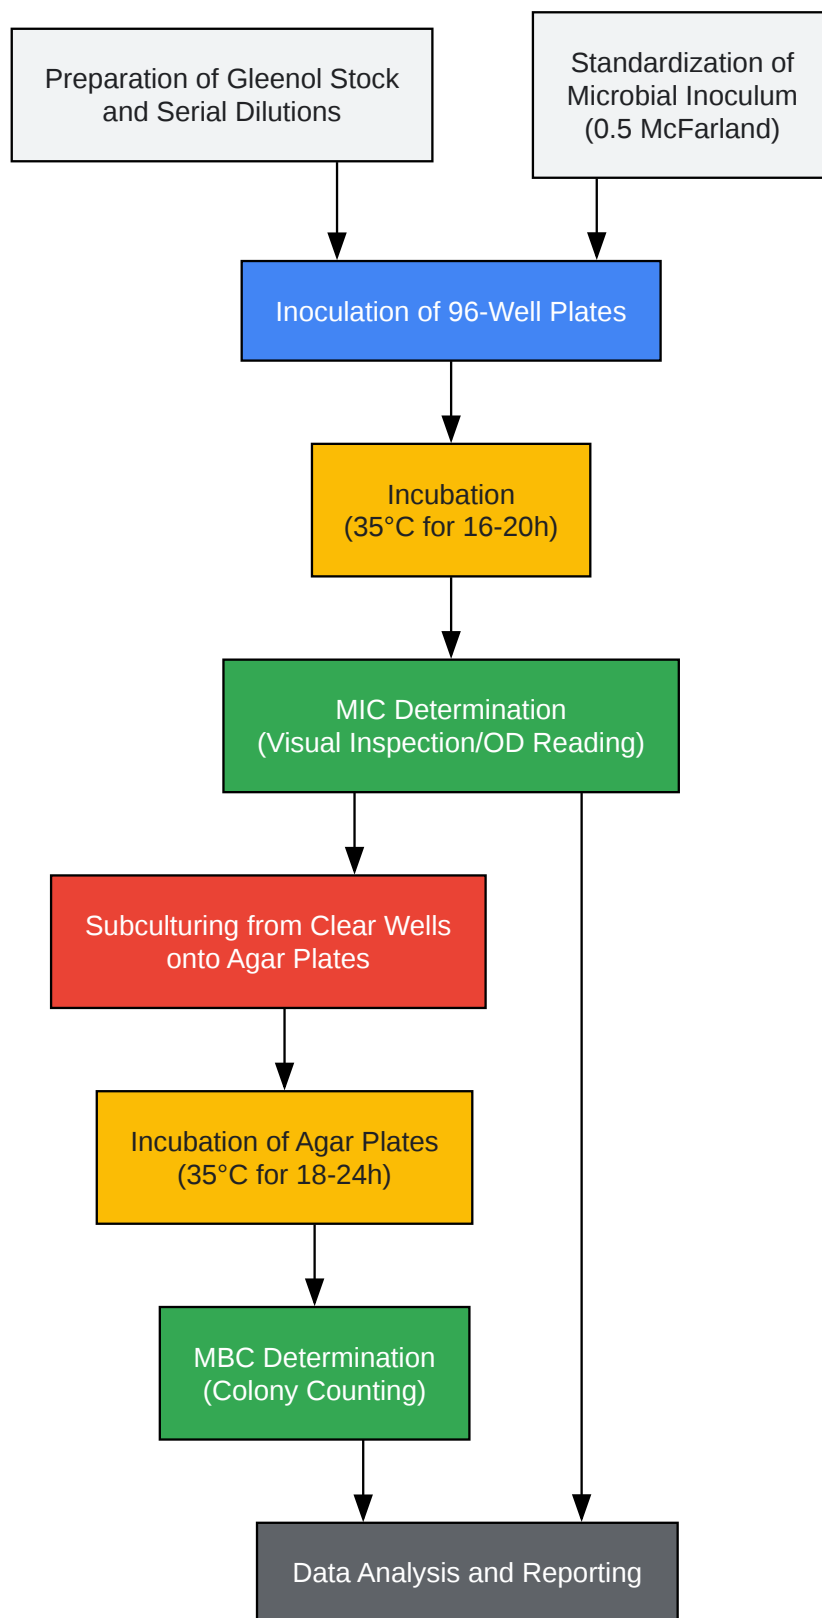 Preparation of Gleenol Stock
and Serial Dilutions
Standardization of
Microbial Inoculum
(0.5 McFarland)
Inoculation of 96-Well Plates
Incubation
(35°C for 16-20h)
MIC Determination
(Visual Inspection/OD Reading)
Subculturing from Clear Wells
onto Agar Plates
Incubation of Agar Plates
(35°C for 18-24h)
MBC Determination
(Colony Counting)
Data Analysis and Reporting